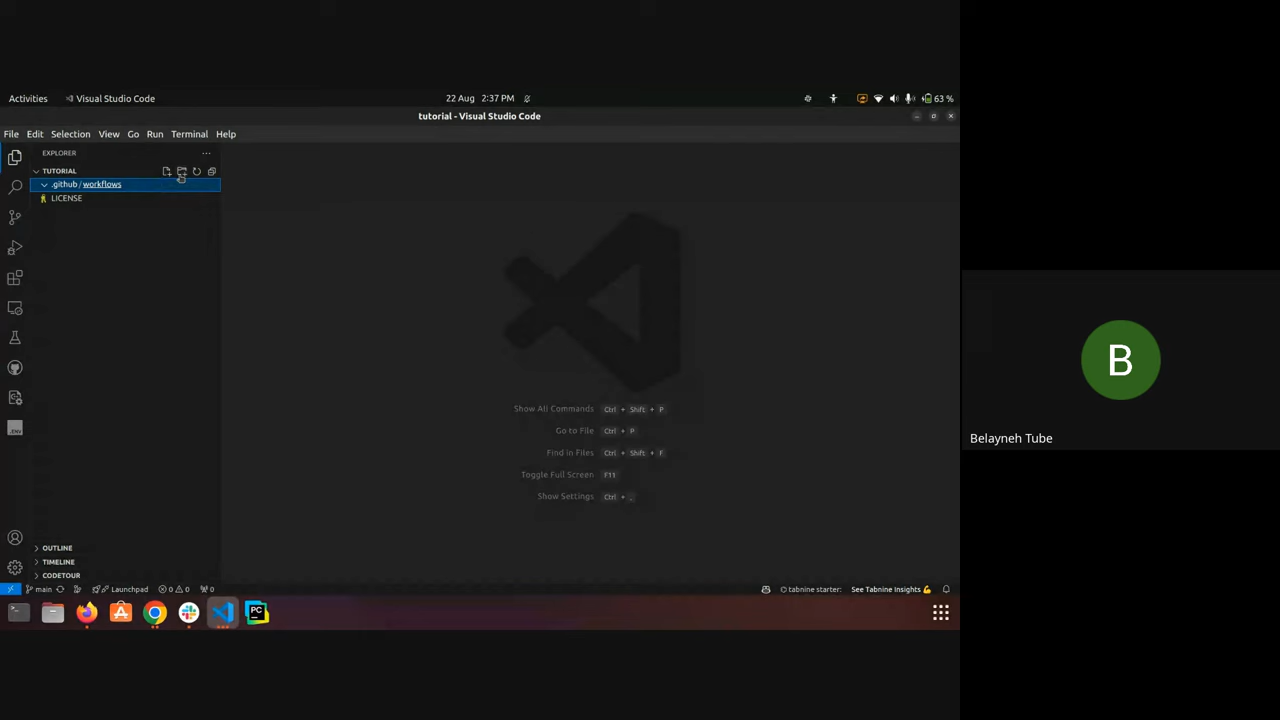 Activities
Visual Studio Code
22 Aug 2:37 PM
63 %
tutorial - Visual Studio Code
File Edit Selection View Go Run Terminal Help
EXPLORER
TUTORIAL
.github / workflows
LICENSE
Show All Commands Ctrl + Shift + P
Go to File Ctrl + P
Find in Files Ctrl + Shift + F
Toggle Full Screen F11
Show Settings Ctrl + ,
.ENV
B
Belayneh Tube
OUTLINE
TIMELINE
CODETOUR
main Launchpad 0 0 0 tabnine starter: See Tabnine Insights 💪
PC